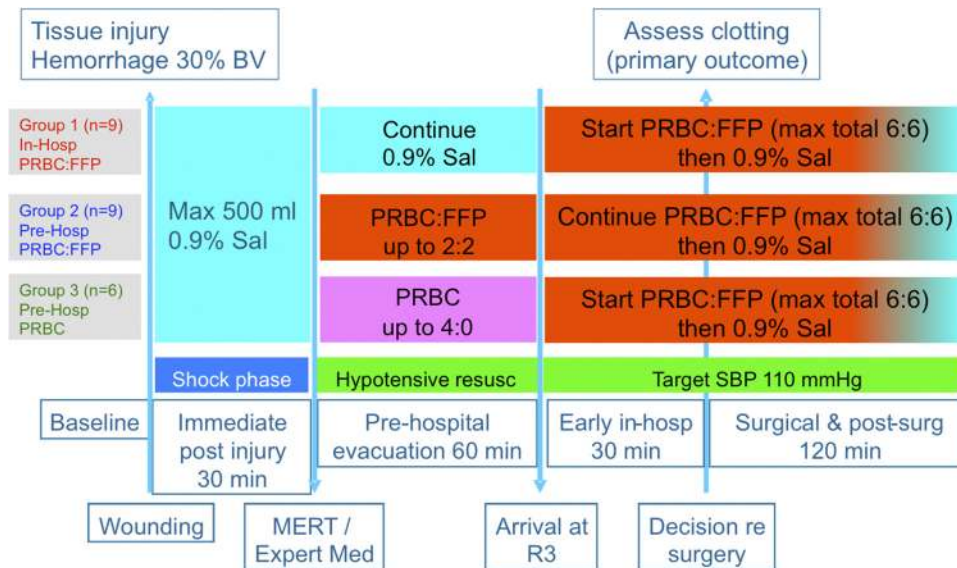 Tissue injury
Hemorrhage 30% BV
Assess clotting
(primary outcome)
Group 1 (n=9)
In-Hosp
PRBC:FFP
Continue
0.9% Sal
Start PRBC:FFP (max total 6:6)
then 0.9% Sal
Max 500 ml
0.9% Sal
Group 2 (n=9)
Pre-Hosp
PRBC:FFP
PRBC:FFP
up to 2:2
Continue PRBC:FFP (max total 6:6)
then 0.9% Sal
Group 3 (n=6)
Pre-Hosp
PRBC
PRBC
up to 4:0
Start PRBC:FFP (max total 6:6)
then 0.9% Sal
Shock phase
Hypotensive resusc
Target SBP 110 mmHg
Baseline
Immediate
post injury
30 min
Pre-hospital
evacuation 60 min
Early in-hosp
30 min
Surgical & post-surg
120 min
Wounding
MERT /
Expert Med
Arrival at
R3
Decision re
surgery